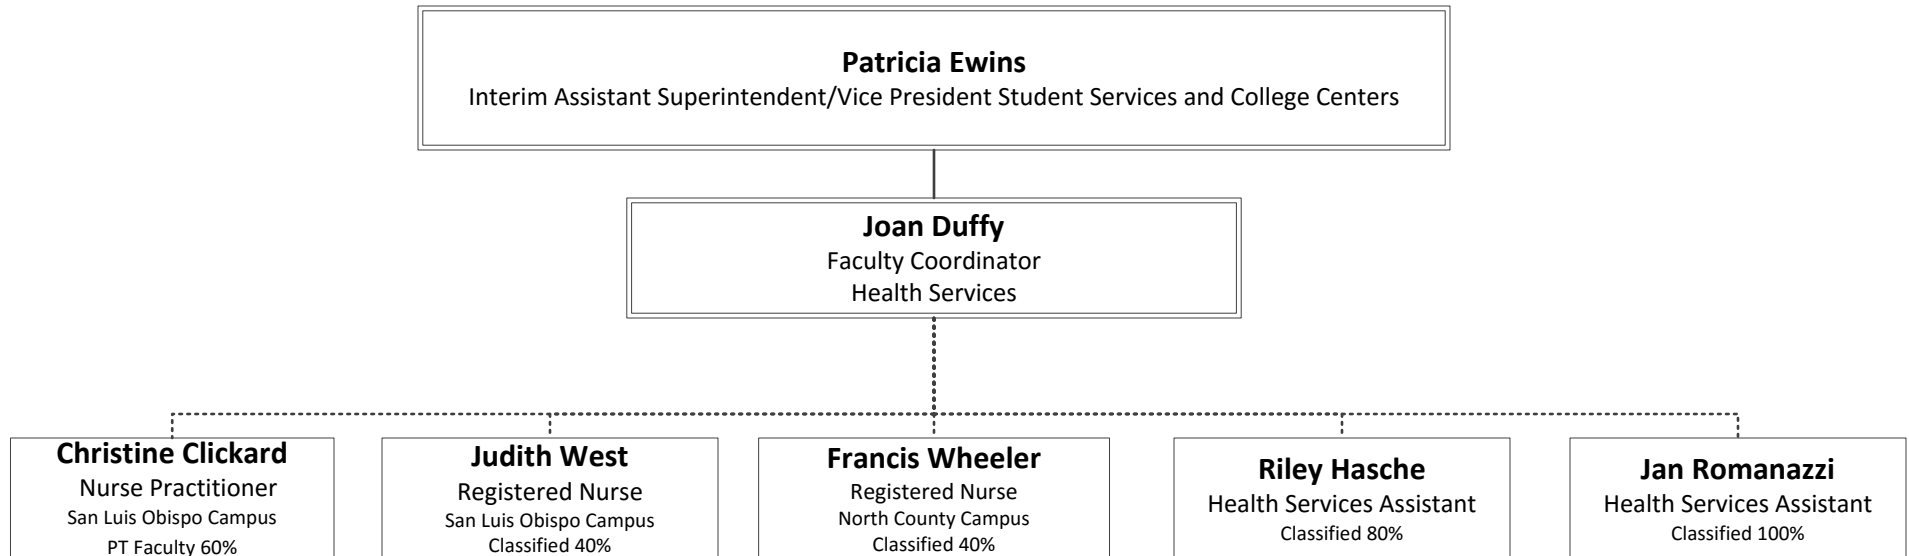 Patricia Ewins
Interim Assistant Superintendent/Vice President Student Services and College Centers
Joan Duffy
Faculty Coordinator
Health Services
Christine Clickard
Nurse Practitioner
San Luis Obispo Campus
PT Faculty 60%
Judith West
Registered Nurse
San Luis Obispo Campus
Classified 40%
Francis Wheeler
Registered Nurse
North County Campus
Classified 40%
Riley Hasche
Health Services Assistant
Classified 80%
Jan Romanazzi
Health Services Assistant
Classified 100%